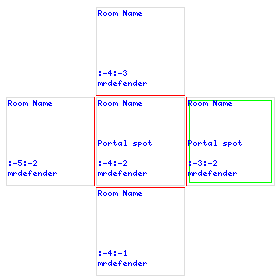 Room Name
:-4:-3
mrdefender
Room Name
:-5:-2
mrdefender
Room Name
Portal spot
:-4:-2
mrdefender
Room Name
Portal spot
:-3:-2
mrdefender
Room Name
:-4:-1
mrdefender